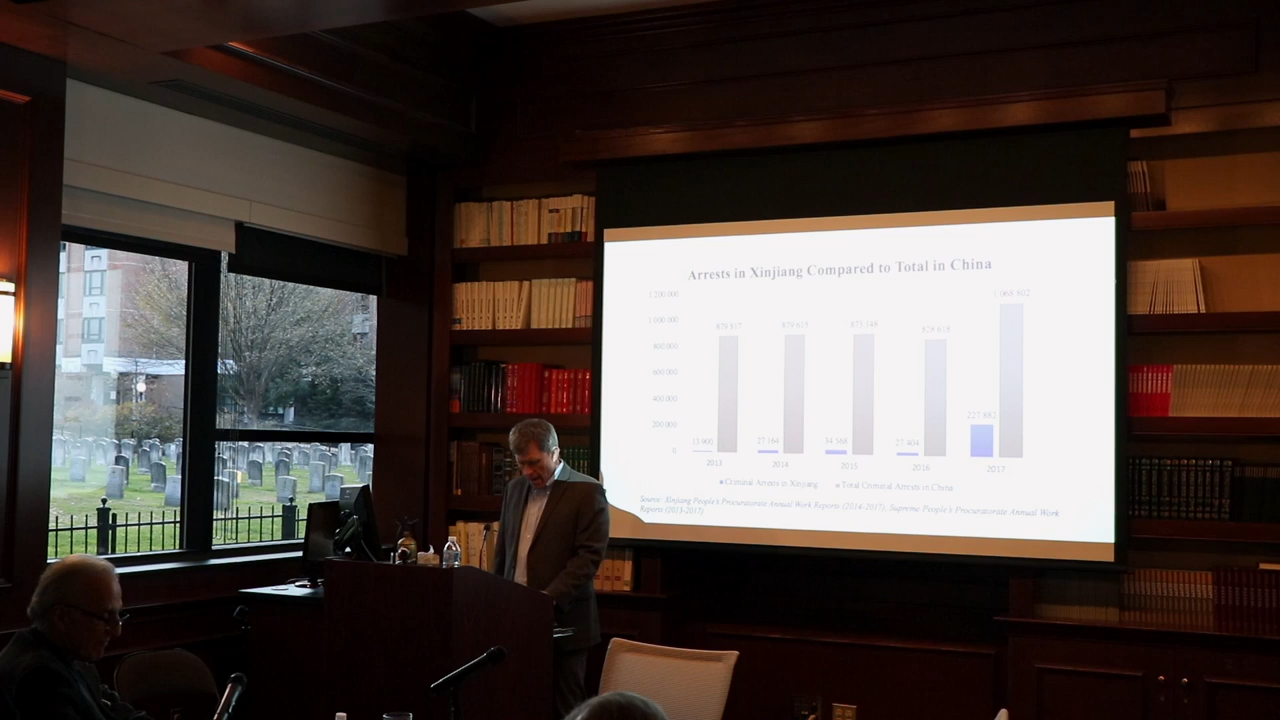 Arrests in Xinjiang Compared to Total in China
1 200 000
1 000 000
800 000
600 000
400 000
200 000
0
13 900
27 164
34 568
27 404
227 882
879 817
879 615
873 148
828 618
1 068 802
2013
2014
2015
2016
2017
Criminal Arrests in Xinjiang
Total Criminal Arrests in China
Source: Xinjiang People's Procuratorate Annual Work Reports (2014-2017), Supreme People's Procuratorate Annual Work
Reports (2013-2017)